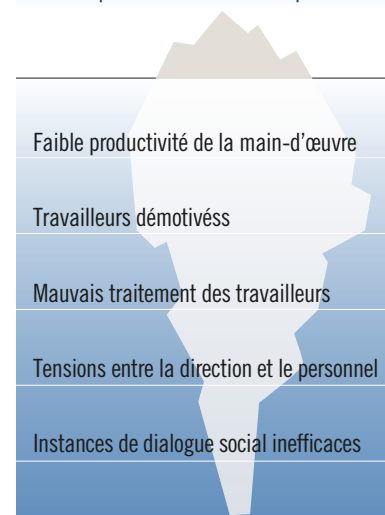 Faible productivité de la main-d'œuvre
Travailleurs démotivéss
Mauvais traitement des travailleurs
Tensions entre la direction et le personnel
Instances de dialogue social inefficaces